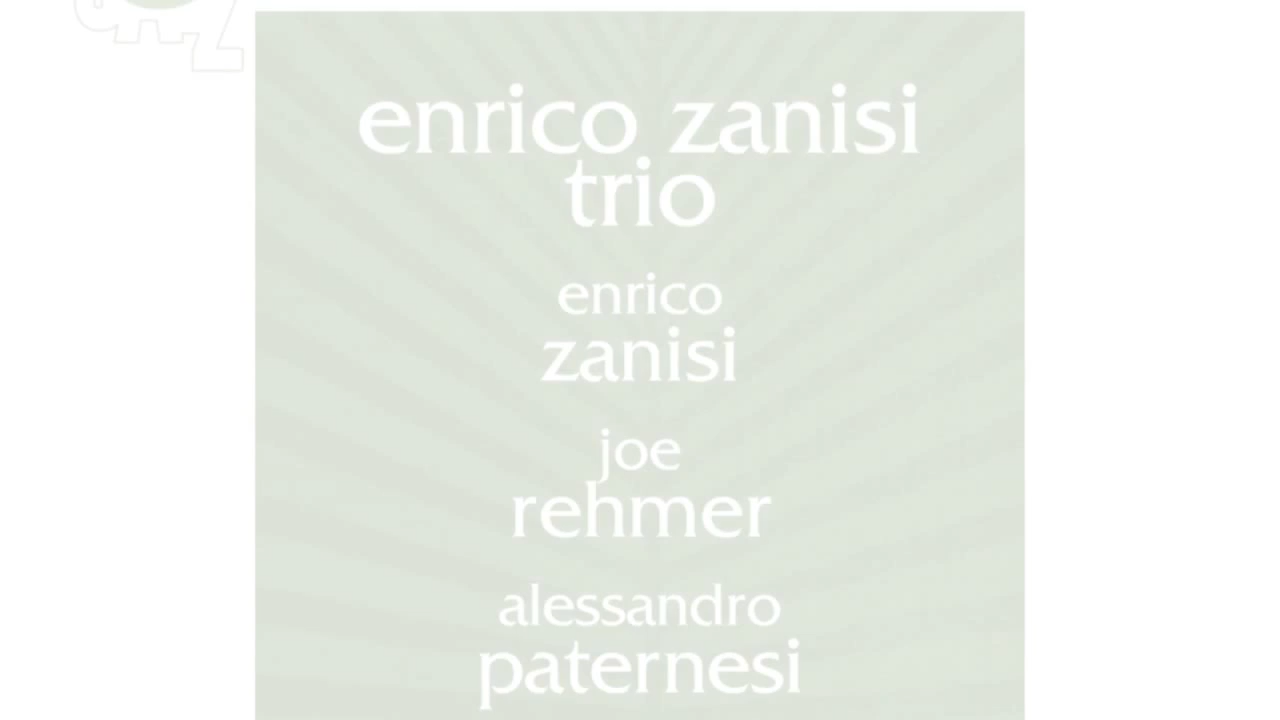 enrico zanisi
trio
enrico
zanisi
joe
rehmer
alessandro
paternesi